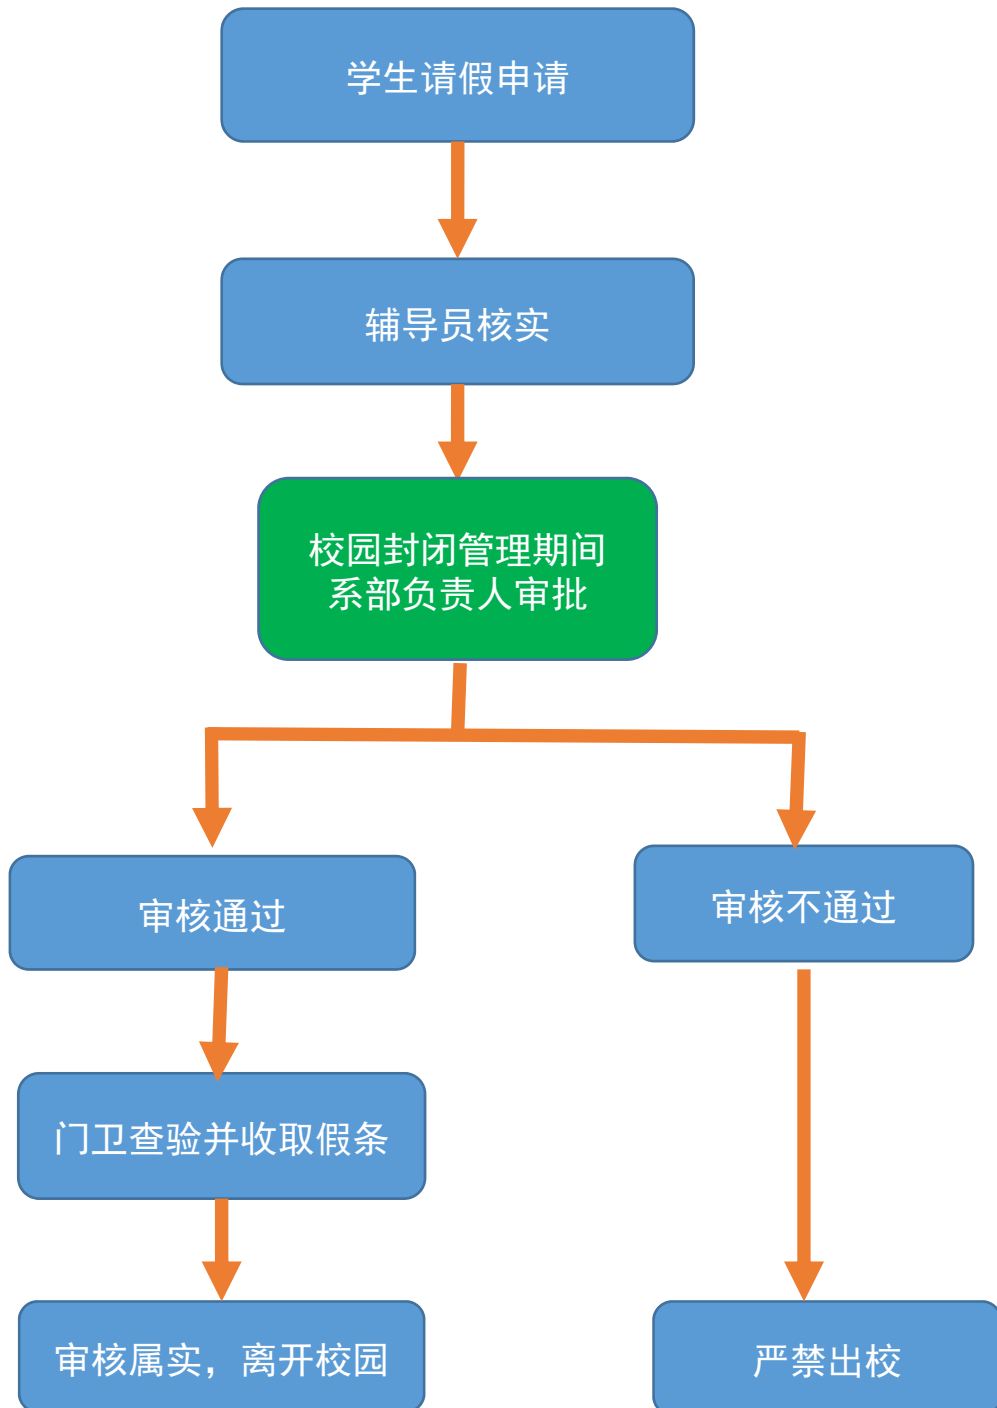 学生请假申请
辅导员核实
校园封闭管理期间
系部负责人审批
审核通过
审核不通过
门卫查验并收取假条
审核属实，离开校园
严禁出校